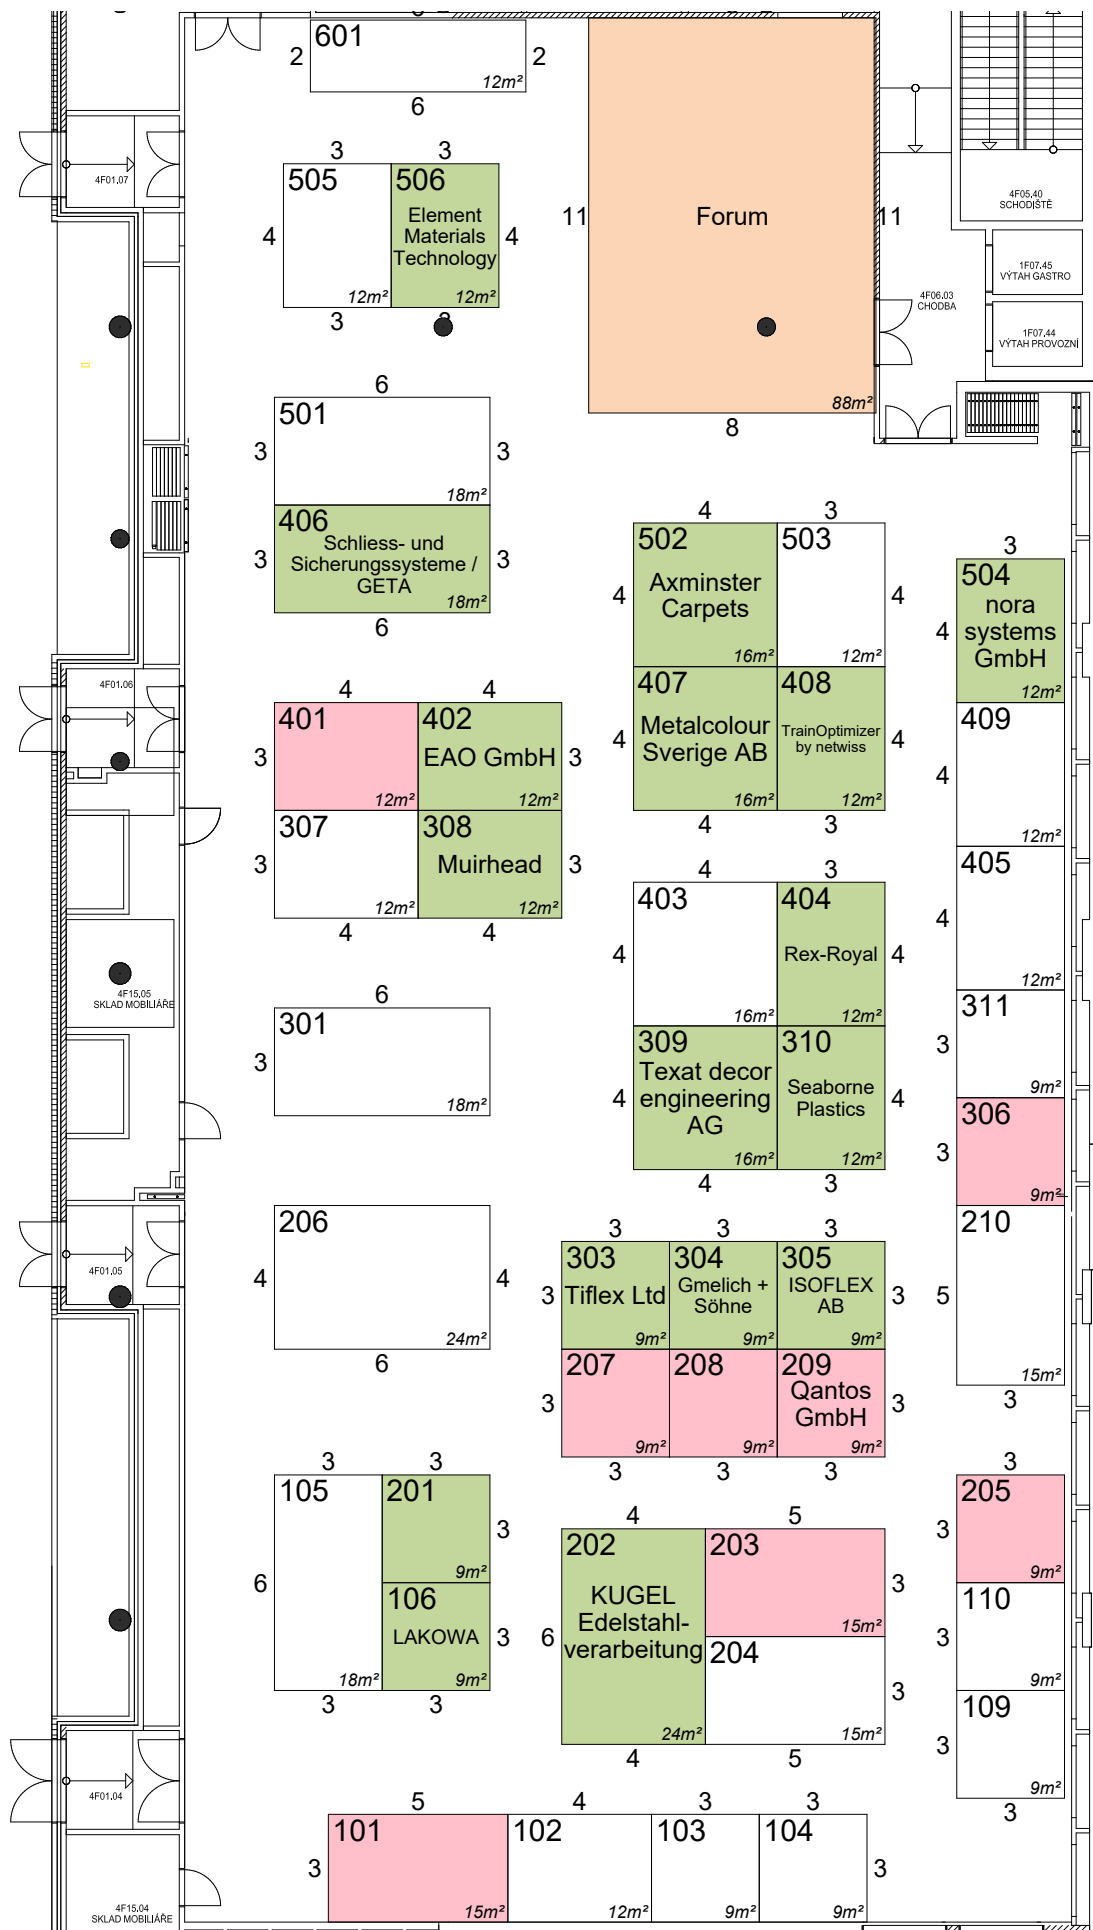 601
2
2
12m²
6
3
3
505
506
Element
Materials
Technology
4
4
12m²
12m²
3
3
11
Forum
11
88m²
8
4F01.07
4F05.40
SCHODIŠTĚ
1F07.45
VÝTAH GASTRO
4F06.03
CHODBA
1F07.44
VÝTAH PROVOZNÍ
6
501
3
3
18m²
406
Schliess- und
Sicherungssysteme /
GETA
3
3
18m²
6
4
3
502
503
Axminster
Carpets
4
4
16m²
12m²
407
408
Metalcolour
Sverige AB
TrainOptimizer
by netwiss
4
4
16m²
12m²
4
3
3
504
nora
systems
GmbH
4
12m²
409
4
12m²
405
4
12m²
311
3
9m²
306
3
9m²
210
5
15m²
3
4F01.06
4
4
401
402
EAO GmbH
3
3
12m²
12m²
307
308
Muirhead
3
3
12m²
12m²
4
4
4
3
403
404
Rex-Royal
4
4
16m²
12m²
309
310
Texat decor
engineering
AG
Seaborne
Plastics
4
4
16m²
12m²
4
3
4F15.05
SKLAD MOBILIÁŘE
6
301
3
18m²
206
4
4
24m²
6
4F01.05
3
3
3
303
304
305
Tiflex Ltd
Gmelich +
Söhne
ISOFLEX
AB
3
3
9m²
9m²
9m²
207
208
209
Qantos
GmbH
3
3
9m²
9m²
9m²
3
3
3
3
3
105
201
3
9m²
6
106
LAKOWA
3
18m²
9m²
3
3
4
5
202
203
KUGEL
Edelstahl-
verarbeitung
3
15m²
6
204
3
24m²
15m²
4
5
3
205
3
9m²
110
3
9m²
109
3
9m²
3
4F01.04
5
4
3
3
101
102
103
104
3
3
15m²
12m²
9m²
9m²
4F15.04
SKLAD MOBILIÁŘE